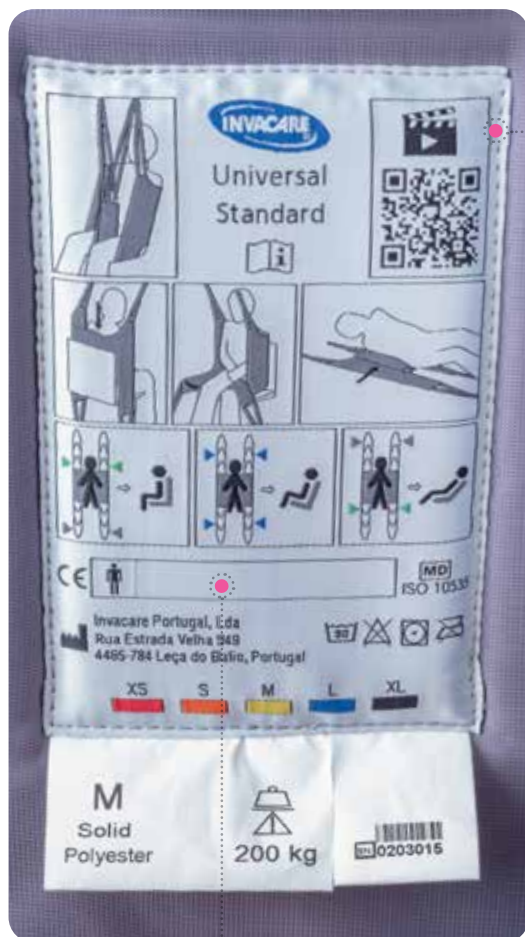 INVACARE
Universal
Standard
CE
MD
ISO 10535
Invacare Portugal, Lda
Rua Estrada Velha 949
4465-784 Leça do Balio, Portugal
XS S M L XL
M
Solid
Polyester
200 kg
SN 0203015